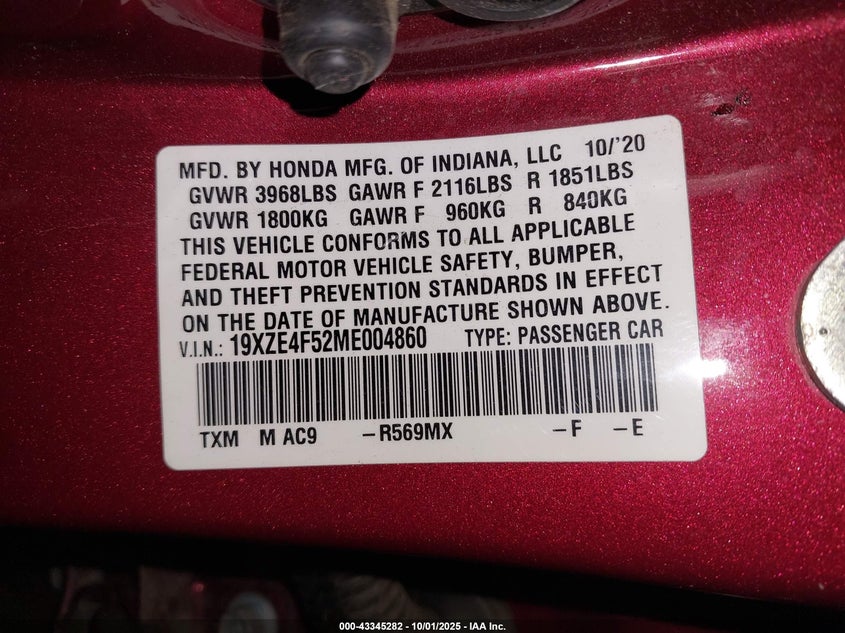 MFD. BY HONDA MFG. OF INDIANA, LLC 10/'20
GVWR 3968LBS GAWR F 2116LBS R 1851LBS
GVWR 1800KG GAWR F 960KG R 840KG
THIS VEHICLE CONFORMS TO ALL APPLICABLE
FEDERAL MOTOR VEHICLE SAFETY, BUMPER,
AND THEFT PREVENTION STANDARDS IN EFFECT
ON THE DATE OF MANUFACTURE SHOWN ABOVE.
V.I.N.: 19XZE4F52ME004860 TYPE: PASSENGER CAR
TXM M AC9 –R569MX –F –E
000-43345282 - 10/01/2025 - IAA Inc.